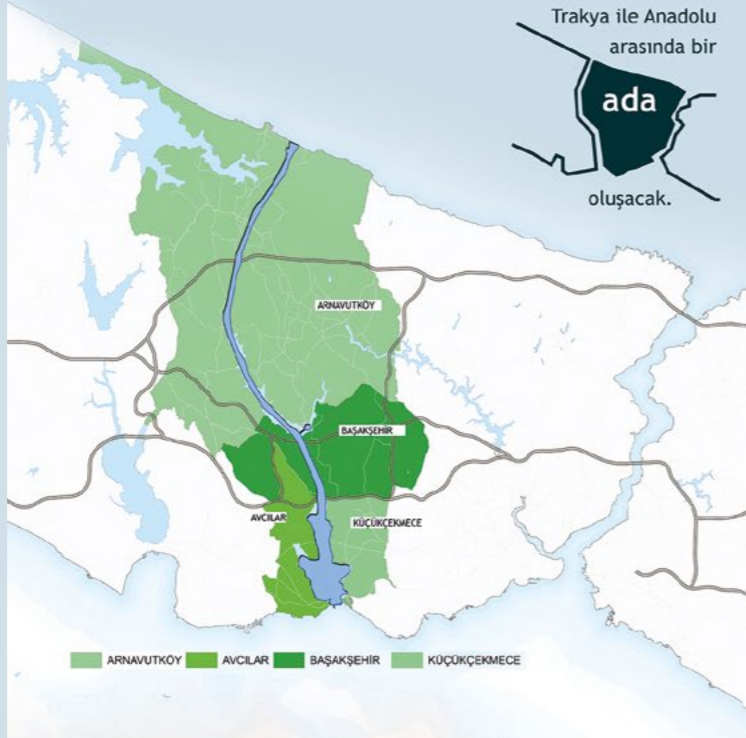 Trakya ile Anadolu
arasında bir
ada
oluşacak.
ARNAVUTKÖY
BAŞAKŞEHİR
AVCILAR
KÜÇÜKÇEKMECE
ARNAVUTKÖY AVCILAR BAŞAKŞEHİR KÜÇÜKÇEKMECE